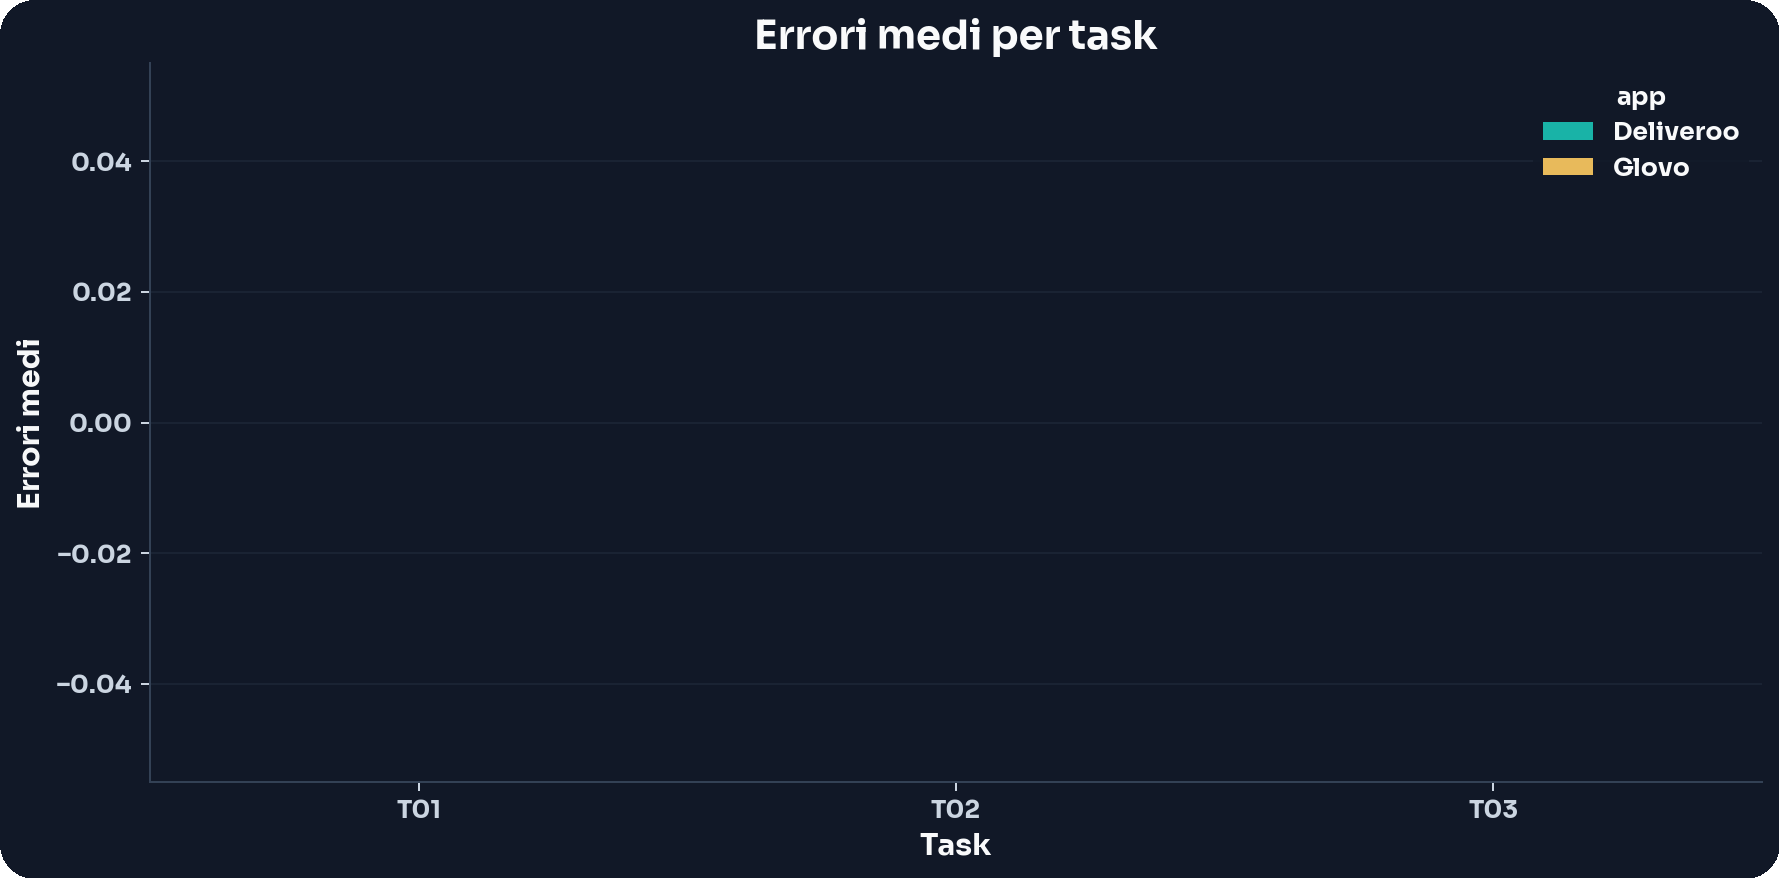 Errori medi per task
app
Deliveroo
Glovo
0.04
0.02
0.00
−0.02
−0.04
Errori medi
T01
T02
T03
Task